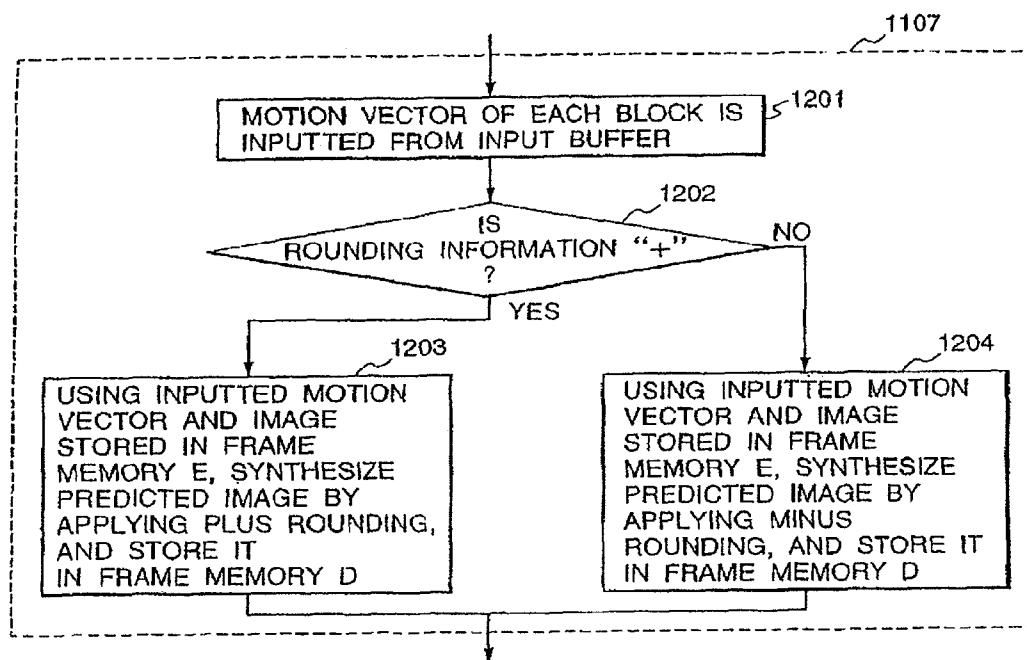 1107
MOTION VECTOR OF EACH BLOCK IS
INPUTTED FROM INPUT BUFFER
1201
1202
IS
ROUNDING INFORMATION “+”
?
NO
YES
1203
USING INPUTTED MOTION
VECTOR AND IMAGE
STORED IN FRAME
MEMORY E, SYNTHESIZE
PREDICTED IMAGE BY
APPLYING PLUS ROUNDING,
AND STORE IT
IN FRAME MEMORY D
1204
USING INPUTTED MOTION
VECTOR AND IMAGE
STORED IN FRAME
MEMORY E, SYNTHESIZE
PREDICTED IMAGE BY
APPLYING MINUS
ROUNDING, AND STORE IT
IN FRAME MEMORY D